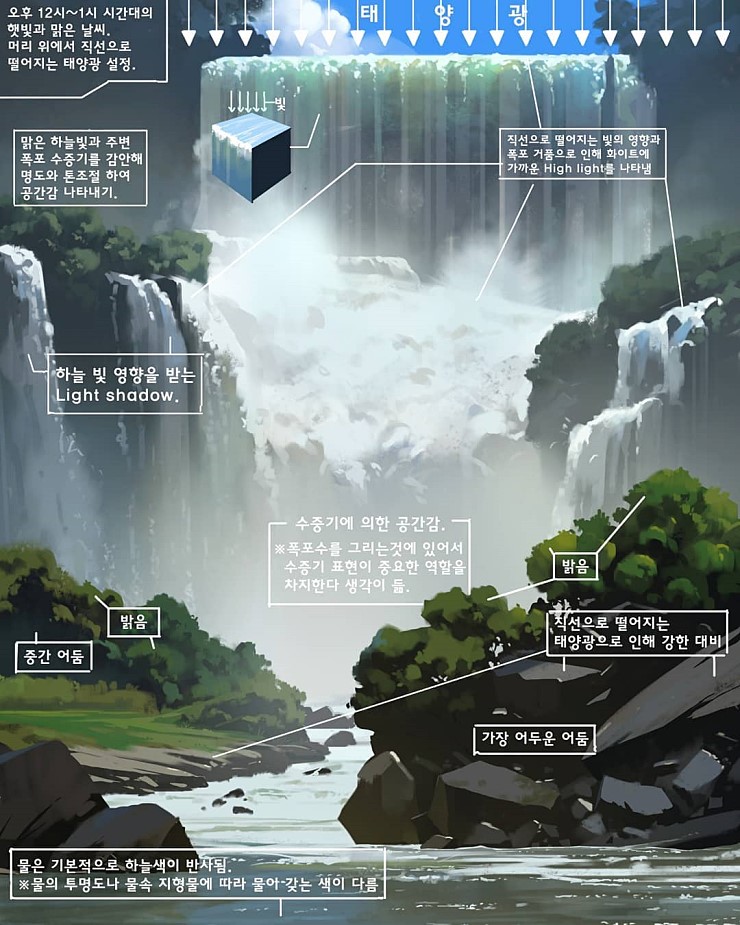 오후 12시~1시 시간대의
햇빛과 맑은 날씨.
머리 위에서 직선으로
떨어지는 태양광 설정.
태 양 광
빛
맑은 하늘빛과 주변
폭포 수증기를 감안해
명도와 톤조절 하여
공간감 나타내기.
직선으로 떨어지는 빛의 영향과
폭포 거품으로 인해 화이트에
가까운 High light를 나타냄
하늘 빛 영향을 받는
Light shadow.
수증기에 의한 공간감.
※폭포수를 그리는것에 있어서
수증기 표현이 중요한 역할을
차지한다 생각이 듦.
밝음
밝음
직선으로 떨어지는
태양광으로 인해 강한 대비
중간 어둠
가장 어두운 어둠
물은 기본적으로 하늘색이 반사됨.
※물의 투명도나 물속 지형물에 따라 물이 갖는 색이 다름